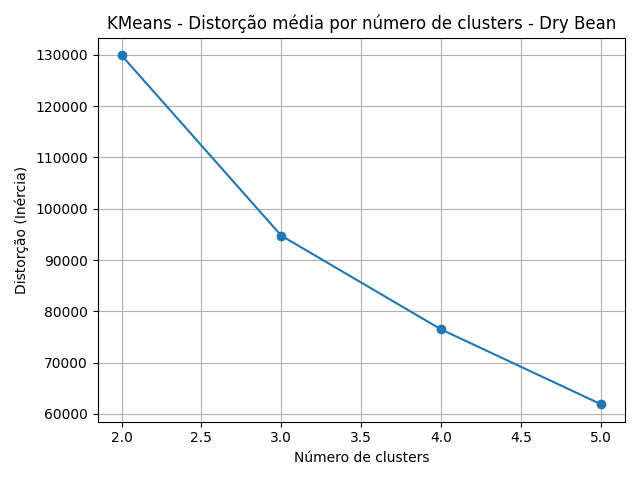 KMeans - Distorção média por número de clusters - Dry Bean
130000
120000
110000
100000
90000
80000
70000
60000
Distorção (Inércia)
2.0 2.5 3.0 3.5 4.0 4.5 5.0
Número de clusters